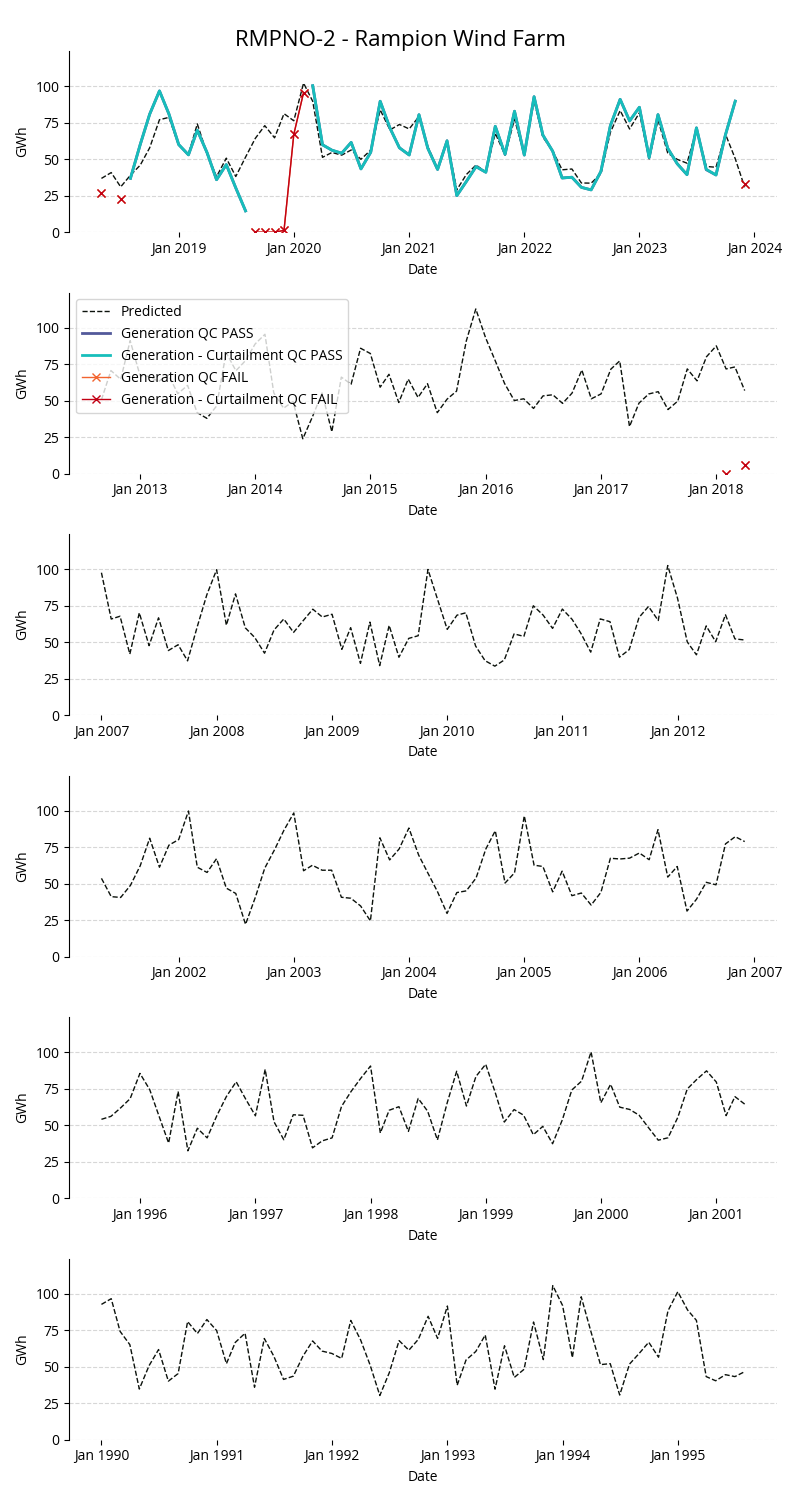 RMPNO-2 - Rampion Wind Farm
100
75
50
25
0
GWh
Jan 2019 Jan 2020 Jan 2021 Jan 2022 Jan 2023 Jan 2024
Date
Predicted
Generation QC PASS
Generation - Curtailment QC PASS
Generation QC FAIL
Generation - Curtailment QC FAIL
100
75
50
25
0
GWh
Jan 2013 Jan 2014 Jan 2015 Jan 2016 Jan 2017 Jan 2018
Date
100
75
50
25
0
GWh
Jan 2007 Jan 2008 Jan 2009 Jan 2010 Jan 2011 Jan 2012
Date
100
75
50
25
0
GWh
Jan 2002 Jan 2003 Jan 2004 Jan 2005 Jan 2006 Jan 2007
Date
100
75
50
25
0
GWh
Jan 1996 Jan 1997 Jan 1998 Jan 1999 Jan 2000 Jan 2001
Date
100
75
50
25
0
GWh
Jan 1990 Jan 1991 Jan 1992 Jan 1993 Jan 1994 Jan 1995
Date